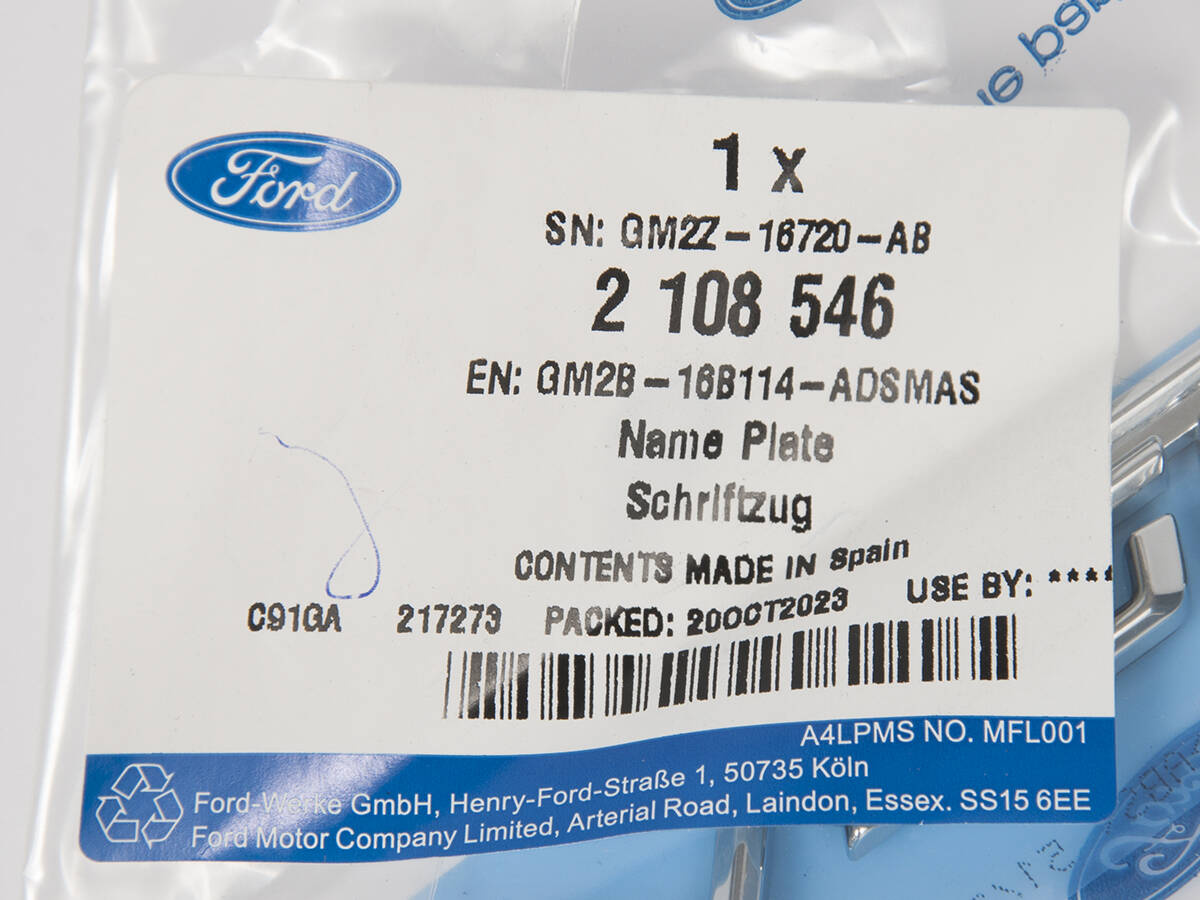 Ford
1 x
SN: GM2Z-16720-AB
2 108 546
EN: GM2B-16B114-ADSMAS
Name Plate
Schriftzug
CONTENTS MADE IN Spain
C91GA 217273 PACKED: 20OCT2023 USE BY: ****
A4LPMS NO. MFL001
Ford-Werke GmbH, Henry-Ford-Straße 1, 50735 Köln
Ford Motor Company Limited, Arterial Road, Laindon, Essex. SS15 6EE